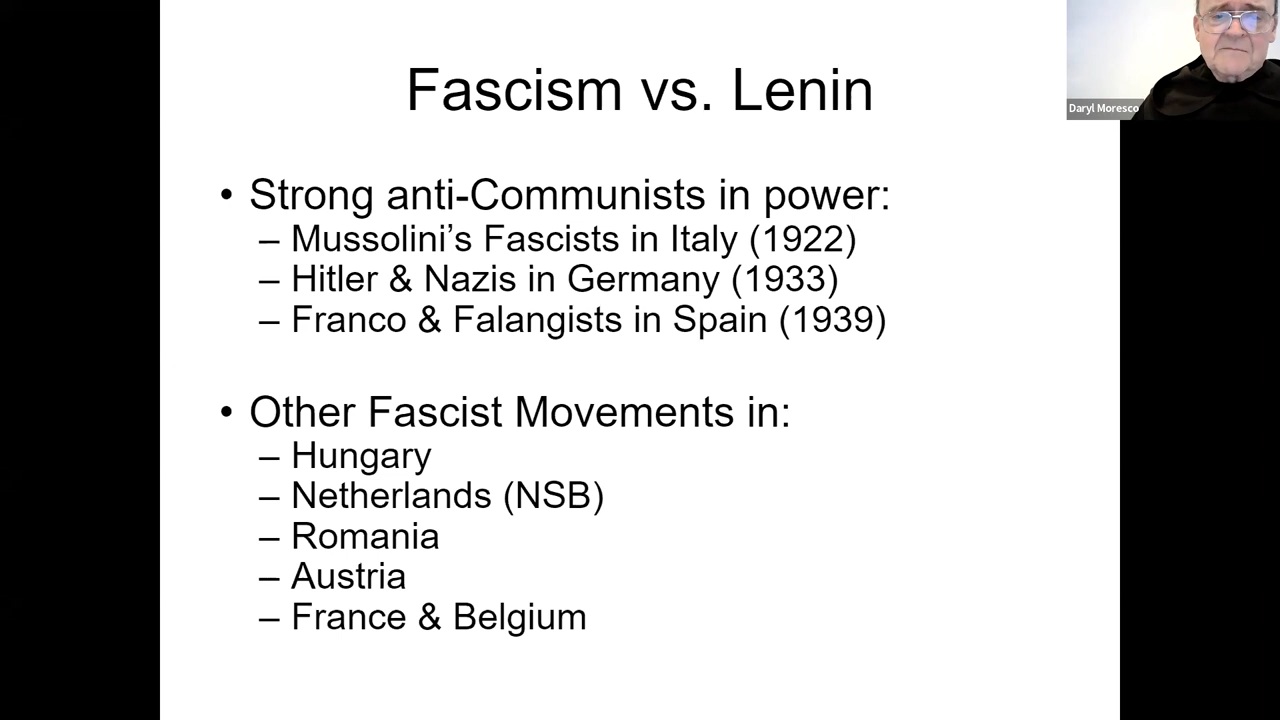 Fascism vs. Lenin
Daryl Moresco
• Strong anti-Communists in power:
– Mussolini’s Fascists in Italy (1922)
– Hitler & Nazis in Germany (1933)
– Franco & Falangists in Spain (1939)
• Other Fascist Movements in:
– Hungary
– Netherlands (NSB)
– Romania
– Austria
– France & Belgium